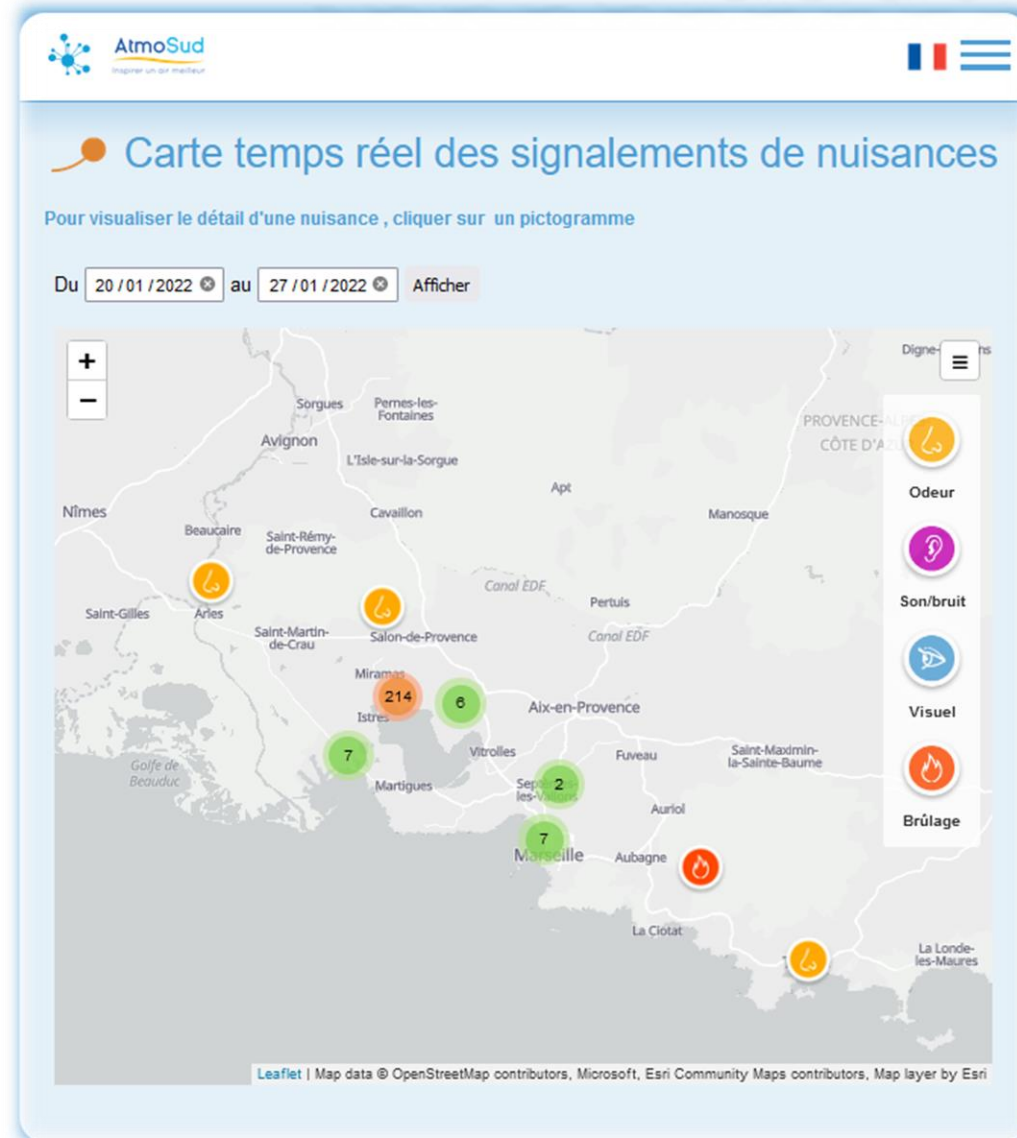 AtmoSud
Inspirer un air meilleur
Carte temps réel des signalements de nuisances
Pour visualiser le détail d'une nuisance , cliquer sur un pictogramme
Du 20/01/2022 au 27/01/2022 Afficher
+
−
Sorgues
Pernes-les-
Fontaines
Avignon
L'Isle-sur-la-Sorgue
PROVENCE-
CÔTE D'A
Apt
Nîmes
Cavaillon
Manosque
Beaucaire
Saint-Rémy-
de-Provence
Canal EDF
Pertuis
Saint-Gilles
Arles
Saint-Martin-
de-Crau
Salon-de-Provence
Canal EDF
Miramas
214
6
Istres
Aix-en-Provence
7
Vitrolles
Fuveau
Saint-Maximin-
la-Sainte-Baume
Golfe de
Beauduc
Martigues
2
les-Vallons
Auriol
7
Marseille
Aubagne
La Ciotat
La Londe-
les-Maures
Odeur
Son/bruit
Visuel
Brûlage
Leaflet | Map data © OpenStreetMap contributors, Microsoft, Esri Community Maps contributors, Map layer by Esri